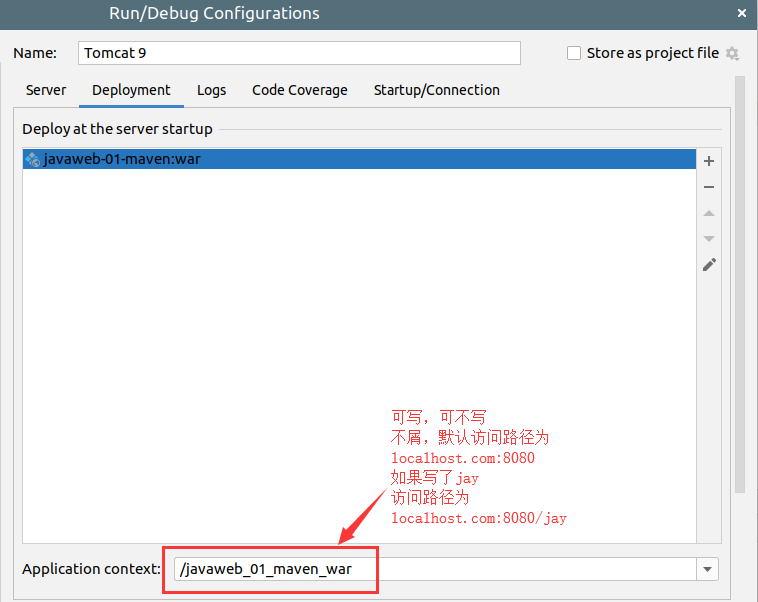 Run/Debug Configurations
Name: Tomcat 9 Store as project file
Server Deployment Logs Code Coverage Startup/Connection
Deploy at the server startup
javaweb-01-maven:war
可写，可不写
不屑，默认访问路径为
localhost.com:8080
如果写了jay
访问路径为
localhost.com:8080/jay
Application context: /javaweb_01_maven_war